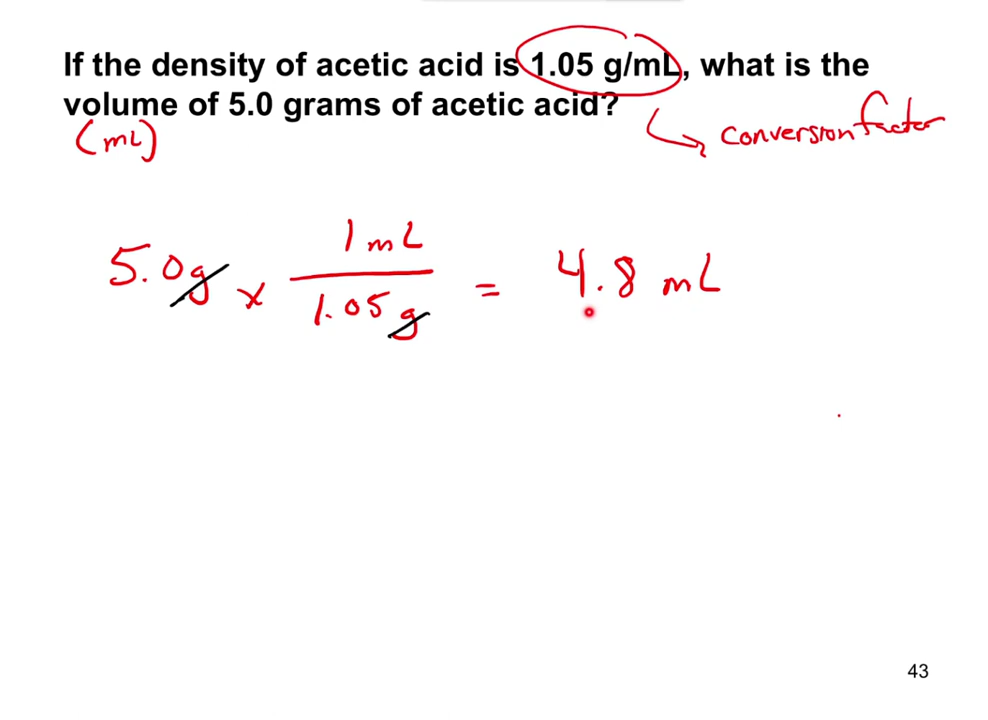 If the density of acetic acid is 1.05 g/mL, what is the
volume of 5.0 grams of acetic acid?
(mL)
conversion factor
5.0g x 1 mL / 1.05 g = 4.8 mL
43